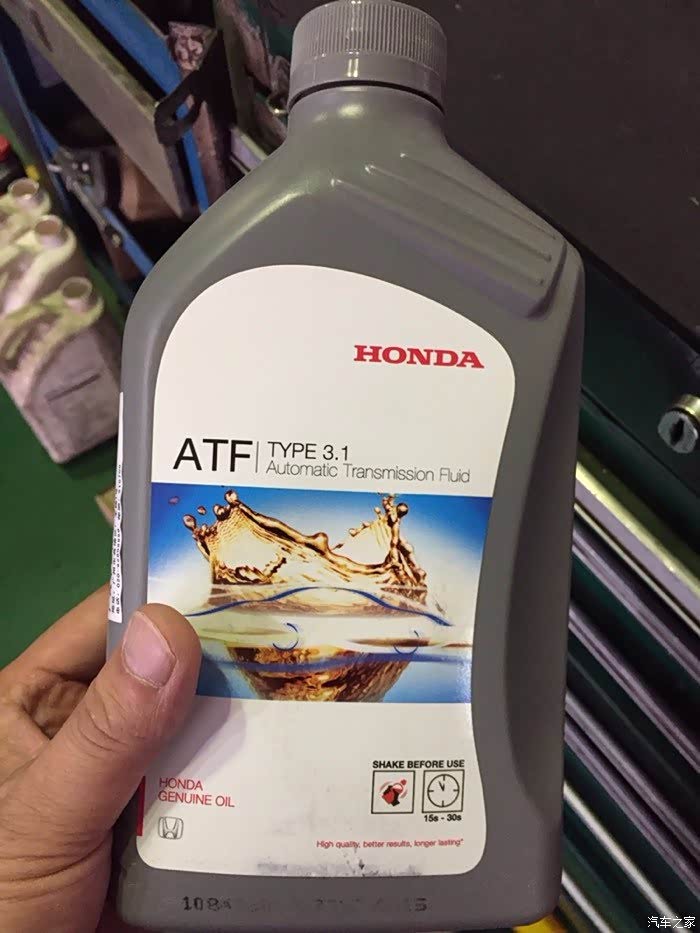 HONDA
ATF
TYPE 3.1
Automatic Transmission Fluid
SHAKE BEFORE USE
15s - 30s
HONDA
GENUINE OIL
High quality, better results, longer lasting*
汽车之家